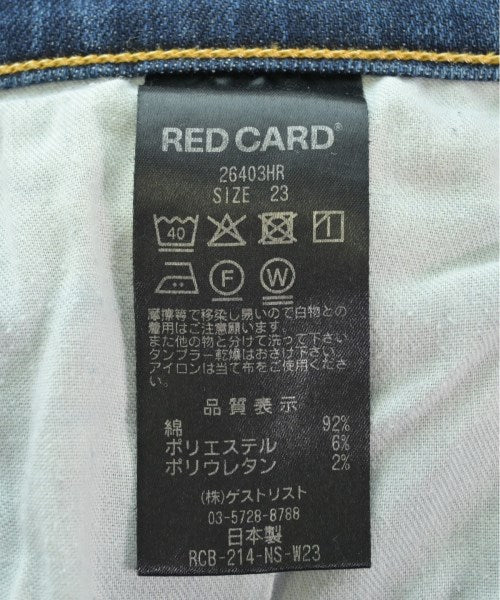 RED CARD®
26403HR
SIZE 23
40
F W
摩擦等で移染し易いので白物との
着用はご注意願います。
また他の物と分けて洗って下さい
タンブラー乾燥はおさけ下さい。
アイロンは当て布をご使用くださ
い
品質表示
綿 92%
ポリエステル 6%
ポリウレタン 2%
(株)ゲストリスト
03-5728-8788
日本製
RCB-214-NS-W23